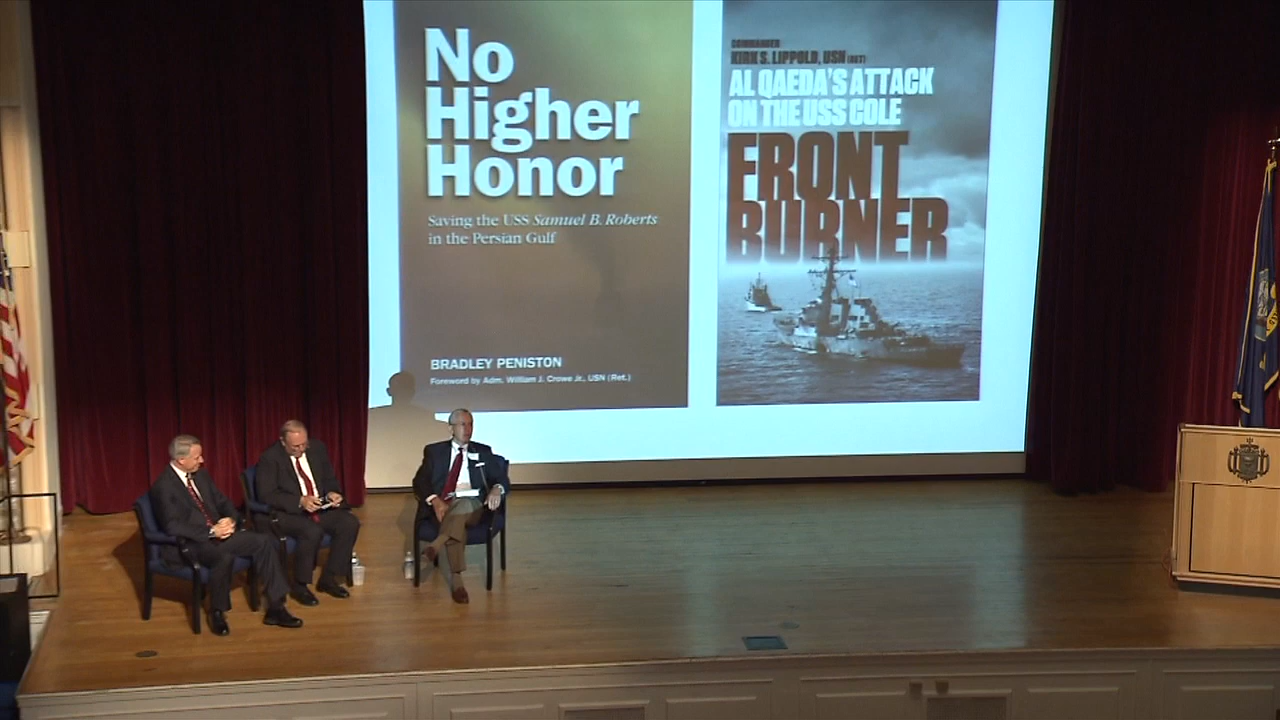 No
Higher
Honor
Saving the USS Samuel B. Roberts
in the Persian Gulf
BRADLEY PENISTON
Foreword by Adm. William J. Crowe Jr., USN (Ret.)
COMMANDER
KIRK S. LIPPOLD, USN (RET)
AL QAEDA'S ATTACK
ON THE USS COLE
FRONT
BURNER